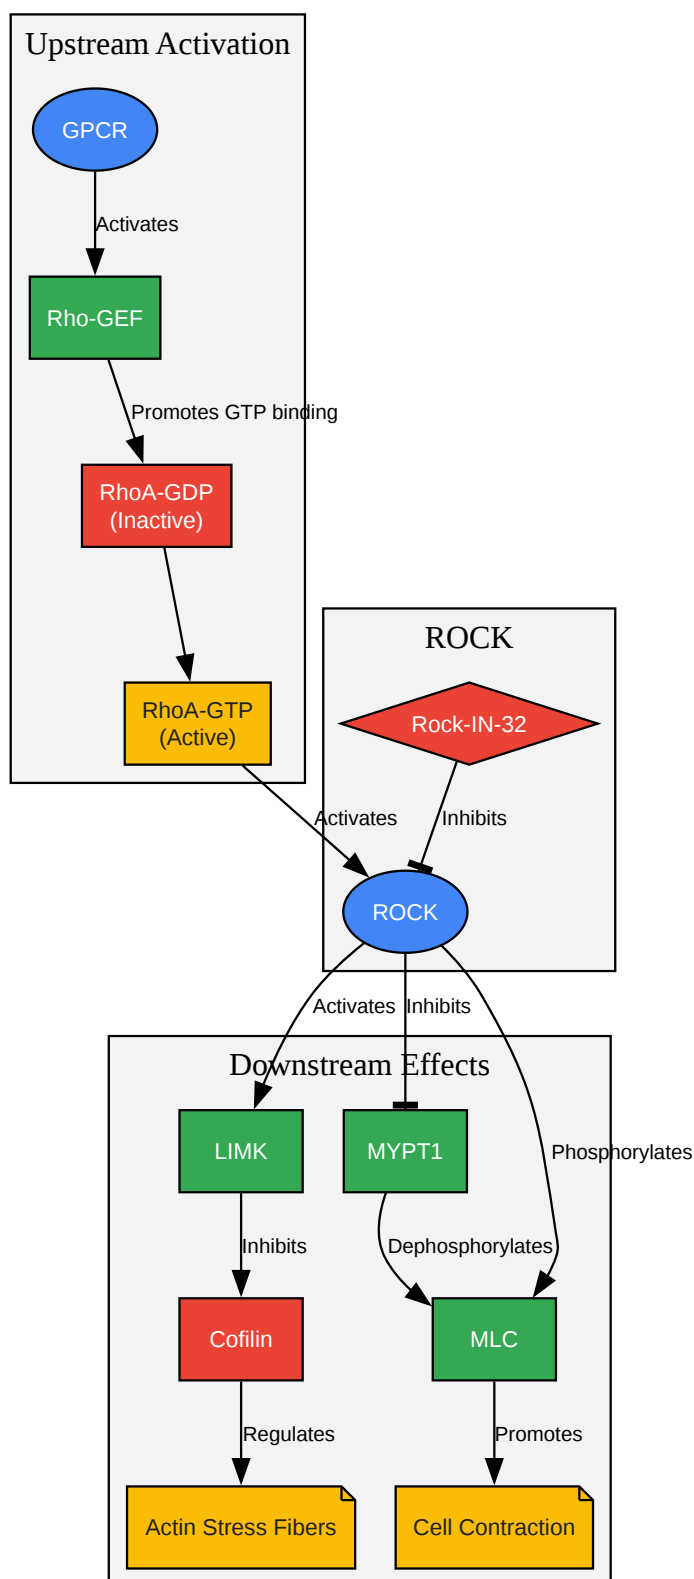 Upstream Activation
GPCR
Activates
Rho-GEF
Promotes GTP binding
RhoA-GDP
(Inactive)
RhoA-GTP
(Active)
ROCK
Rock-IN-32
Activates
Inhibits
ROCK
Activates
Inhibits
Downstream Effects
LIMK
MYPT1
Phosphorylates
Inhibits
Dephosphorylates
Cofilin
MLC
Regulates
Promotes
Actin Stress Fibers
Cell Contraction